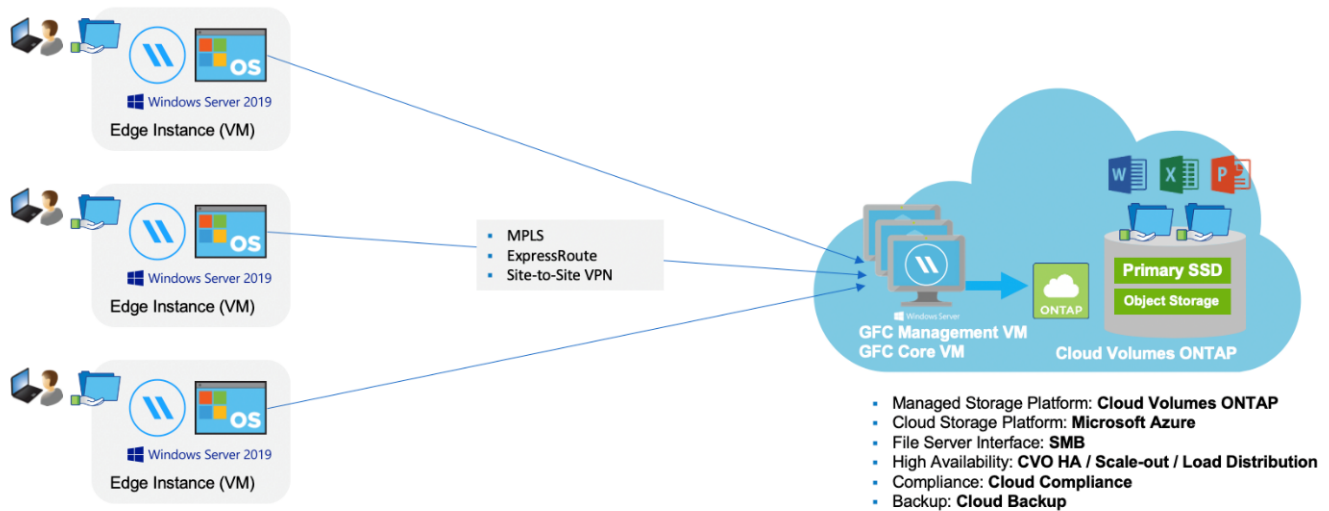 OS
Windows Server 2019
Edge Instance (VM)
OS
Windows Server 2019
Edge Instance (VM)
OS
Windows Server 2019
Edge Instance (VM)
▪ MPLS
▪ ExpressRoute
▪ Site-to-Site VPN
W X P
Primary SSD
Object Storage
ONTAP
Windows Server
GFC Management VM
GFC Core VM
Cloud Volumes ONTAP
▪ Managed Storage Platform: Cloud Volumes ONTAP
▪ Cloud Storage Platform: Microsoft Azure
▪ File Server Interface: SMB
▪ High Availability: CVO HA / Scale-out / Load Distribution
▪ Compliance: Cloud Compliance
▪ Backup: Cloud Backup